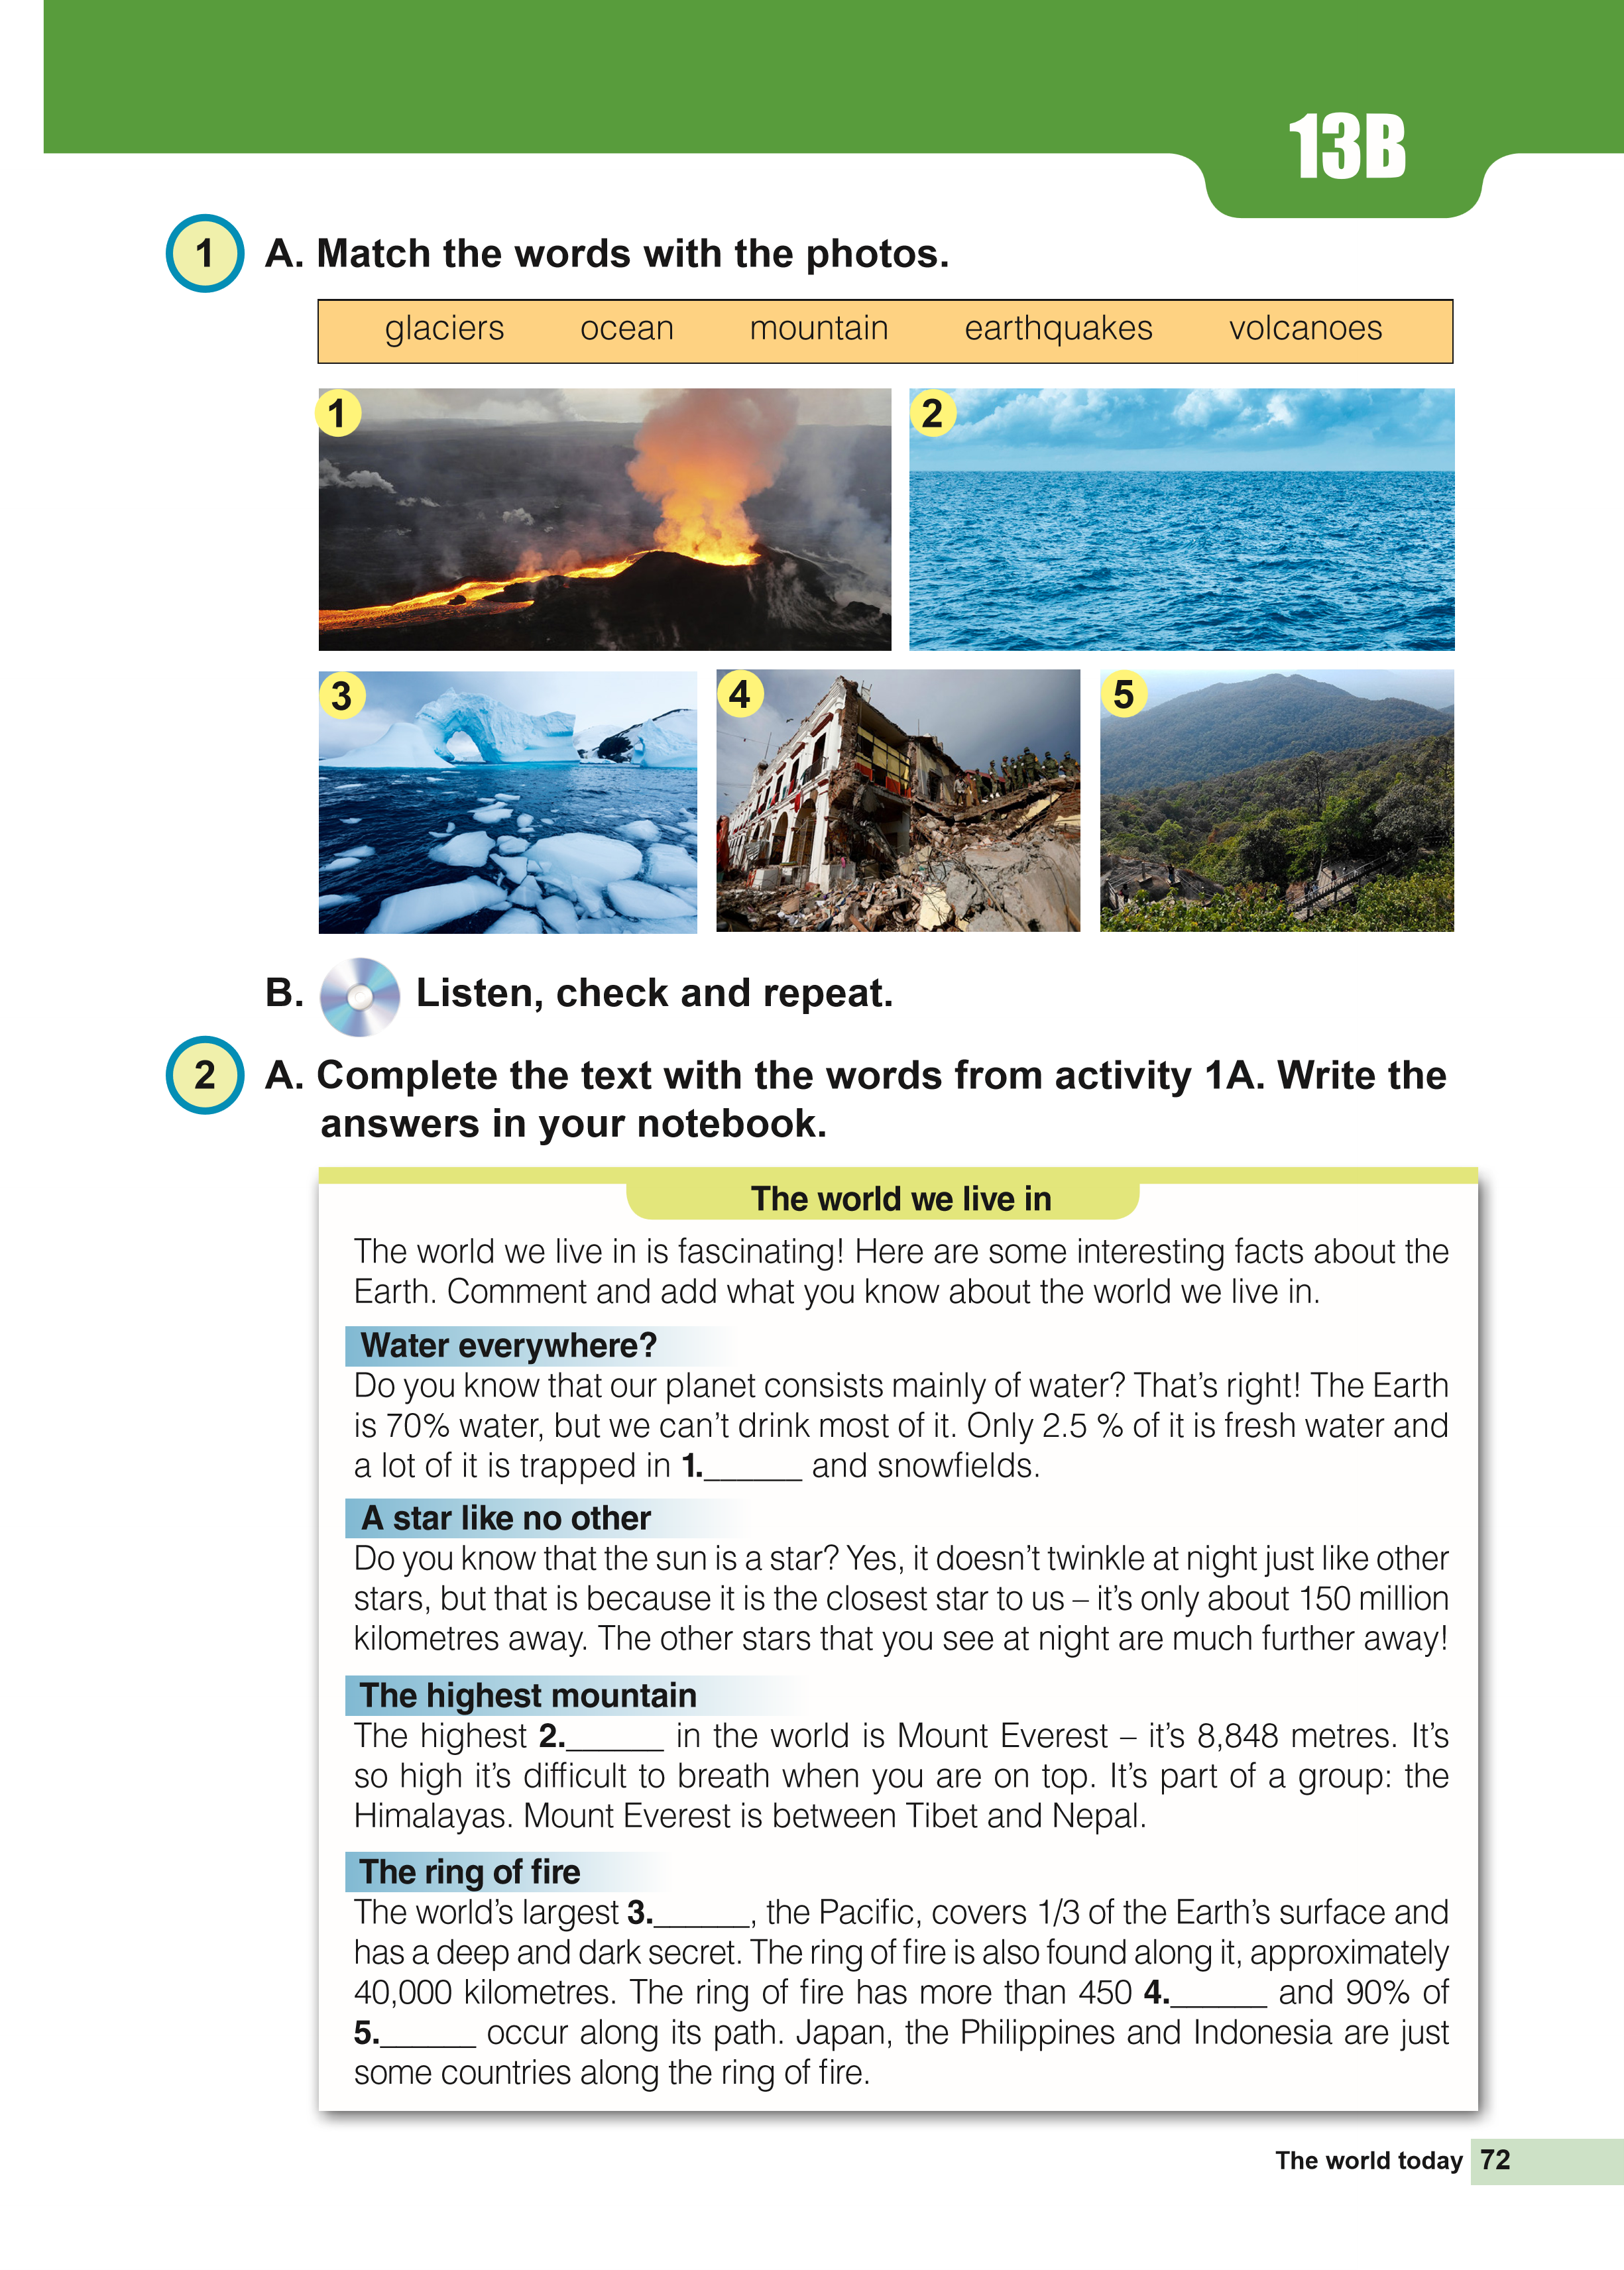 13B
1 A. Match the words with the photos.
glaciers ocean mountain earthquakes volcanoes
1 2
3 4 5
B. Listen, check and repeat.
2 A. Complete the text with the words from activity 1A. Write the
answers in your notebook.
The world we live in
The world we live in is fascinating! Here are some interesting facts about the
Earth. Comment and add what you know about the world we live in.
Water everywhere?
Do you know that our planet consists mainly of water? That's right! The Earth
is 70% water, but we can't drink most of it. Only 2.5 % of it is fresh water and
a lot of it is trapped in 1.______ and snowfields.
A star like no other
Do you know that the sun is a star? Yes, it doesn't twinkle at night just like other
stars, but that is because it is the closest star to us – it's only about 150 million
kilometres away. The other stars that you see at night are much further away!
The highest mountain
The highest 2.______ in the world is Mount Everest – it's 8,848 metres. It's
so high it's difficult to breath when you are on top. It's part of a group: the
Himalayas. Mount Everest is between Tibet and Nepal.
The ring of fire
The world's largest 3.______, the Pacific, covers 1/3 of the Earth's surface and
has a deep and dark secret. The ring of fire is also found along it, approximately
40,000 kilometres. The ring of fire has more than 450 4.______ and 90% of
5.______ occur along its path. Japan, the Philippines and Indonesia are just
some countries along the ring of fire.
The world today 72